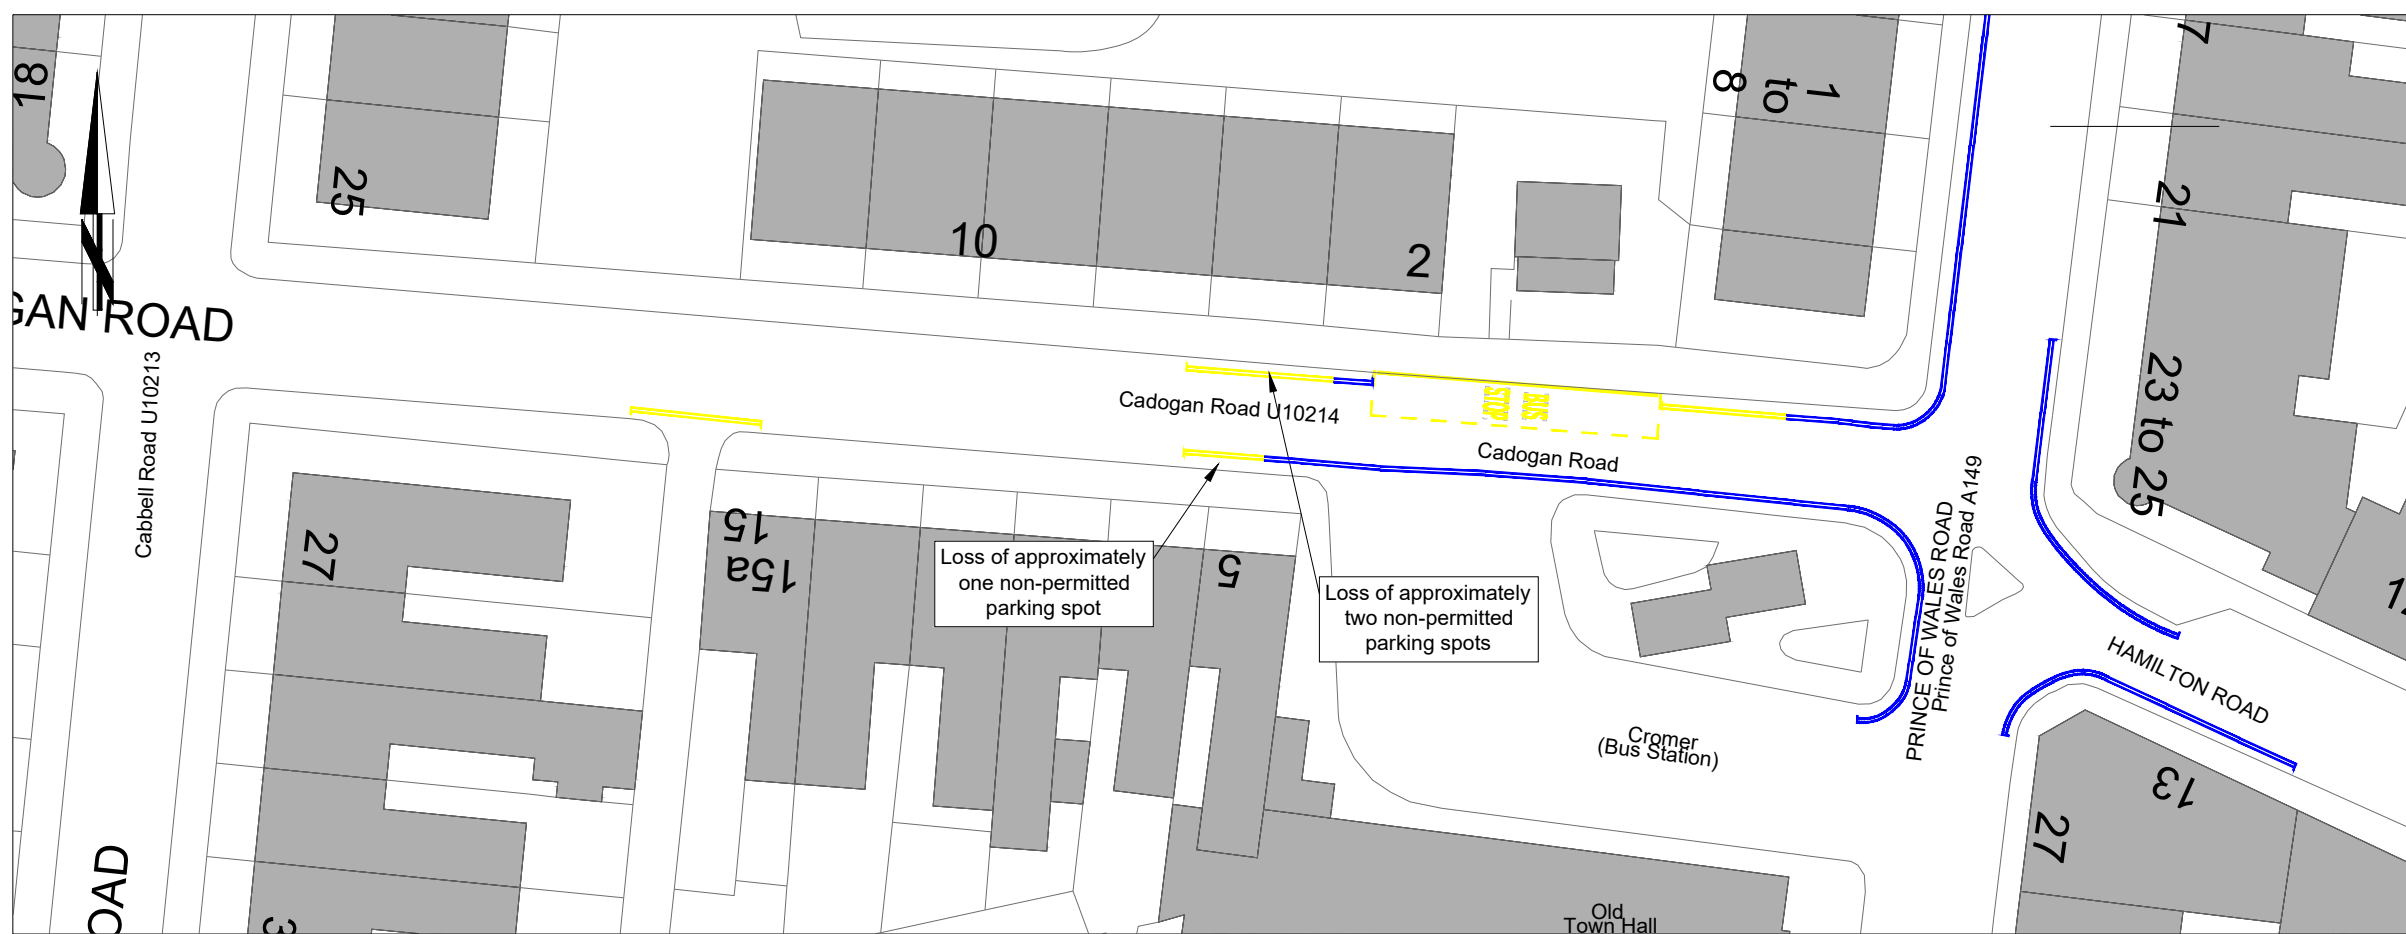 18
25
10
2
8
1
to
7
21
23 to 25
GAN ROAD
Cabbell Road U10213
Cadogan Road U10214
STOP
BUS
Cadogan Road
N
27
15
15a
5
Loss of approximately
one non-permitted
parking spot
Loss of approximately
two non-permitted
parking spots
PRINCE OF WALES ROAD
Prince of Wales Road A149
HAMILTON ROAD
Cromer
(Bus Station)
13
27
OAD
3
Old
Town Hall